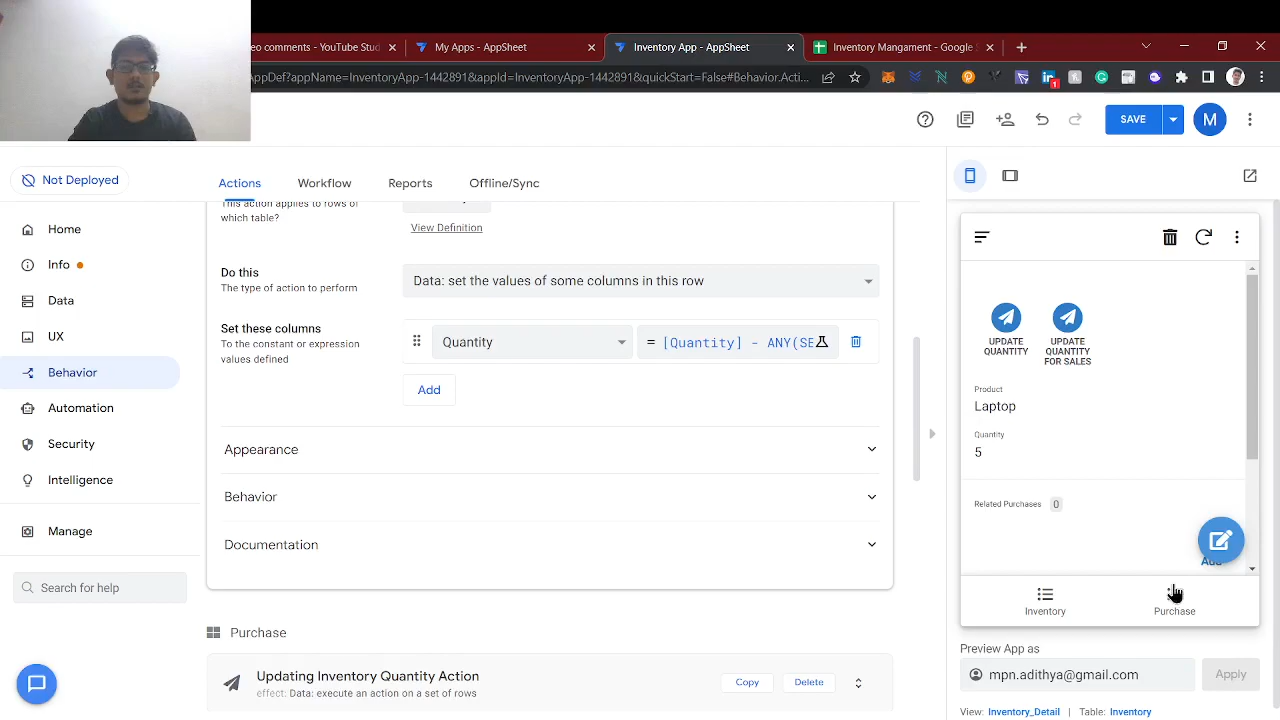 eo comments - YouTube Stud
My Apps - AppSheet
Inventory App - AppSheet
Inventory Mangament - Google S
AppDef?appName=InventoryApp-1442891&appId=InventoryApp-1442891&quickStart=False#Behavior.Acti...
1
SAVE
M
Not Deployed
Actions
Workflow
Reports
Offline/Sync
Home
Info
Data
UX
Behavior
Automation
Security
Intelligence
Manage
Search for help
This action applies to rows of
which table?
View Definition
Do this
The type of action to perform
Data: set the values of some columns in this row
Set these columns
To the constant or expression
values defined
Quantity
= [Quantity] - ANY(SE
Add
Appearance
Behavior
Documentation
Purchase
Updating Inventory Quantity Action
effect: Data: execute an action on a set of rows
Copy
Delete
UPDATE
QUANTITY
UPDATE
QUANTITY
FOR SALES
Product
Laptop
Quantity
5
Related Purchases 0
Inventory
Purchase
Preview App as
mpn.adithya@gmail.com
Apply
View: Inventory_Detail | Table: Inventory